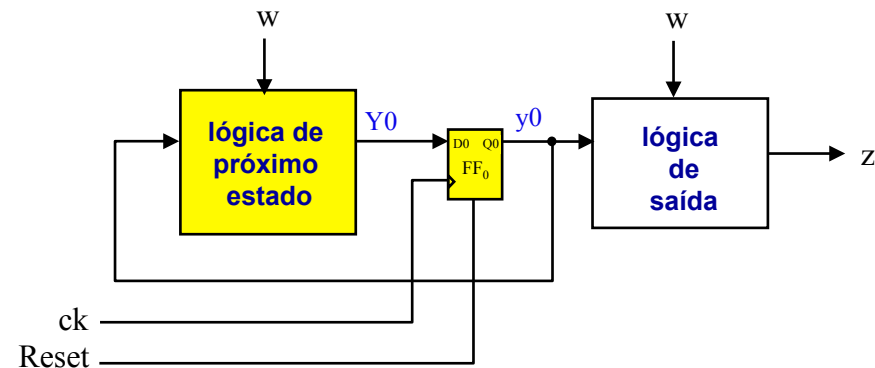 w
w
lógica de
próximo
estado
Y0
D0 Q0
FF0
y0
lógica
de
saída
z
ck
Reset